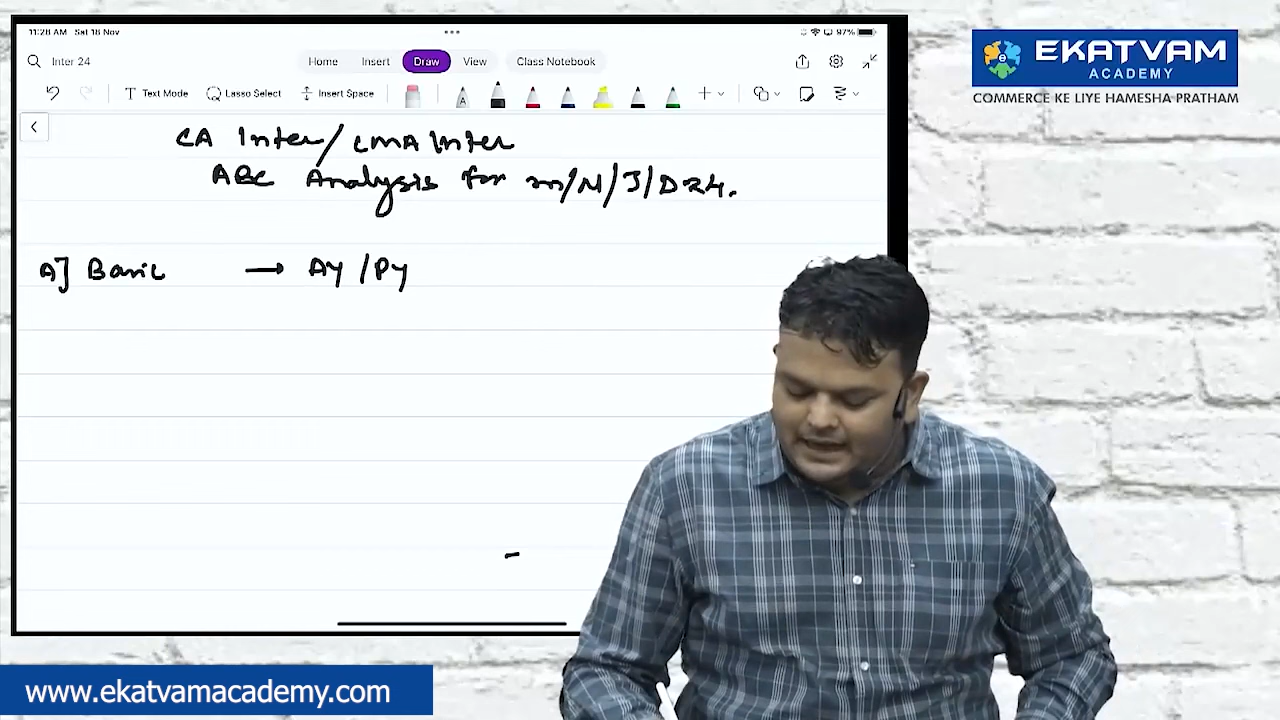 11:28 AM Sat 18 Nov
97%
Inter 24
Home Insert Draw View Class Notebook
Text Mode Lasso Select Insert Space
CA Inter/CMA Inter
ABC Analysis for m/N/J/D24.
A] Basic → AY/PY
EKATVAM
ACADEMY
COMMERCE KE LIYE HAMESHA PRATHAM
www.ekatvamacademy.com